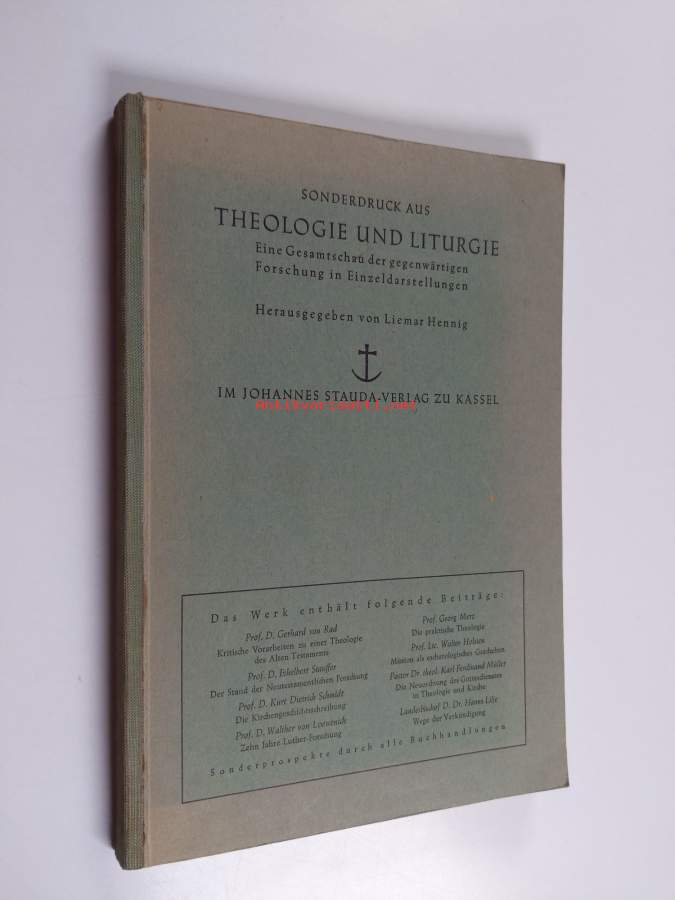 SONDERDRUCK AUS
THEOLOGIE UND LITURGIE
Eine Gesamtschau der gegenwärtigen
Forschung in Einzeldarstellungen
Herausgegeben von Liemar Hennig
IM JOHANNES STAUDA-VERLAG ZU KASSEL
antikvariaatti.net
Das Werk enthält folgende Beiträge:
Prof. D. Gerhard von Rad
Kritische Vorarbeiten zu einer Theologie
des Alten Testaments
Prof. D. Ethelbert Stauffer
Der Stand der Neutestamentlichen Forschung
Prof. D. Kurt Dietrich Schmidt
Die Kirchengeschichtsschreibung
Prof. D. Walther von Loewenich
Zehn Jahre Luther-Forschung
Prof. Georg Merz
Die praktische Theologie
Prof. Lic. Walter Holsten
Mission als eschatologisches Geschehen
Pastor Dr. theol. Karl Ferdinand Müller
Die Neuordnung des Gottesdienstes
in Theologie und Kirche
Landesbischof D. Dr. Hanns Lilje
Wege der Verkündigung
Sonderprospekte durch alle Buchhandlungen